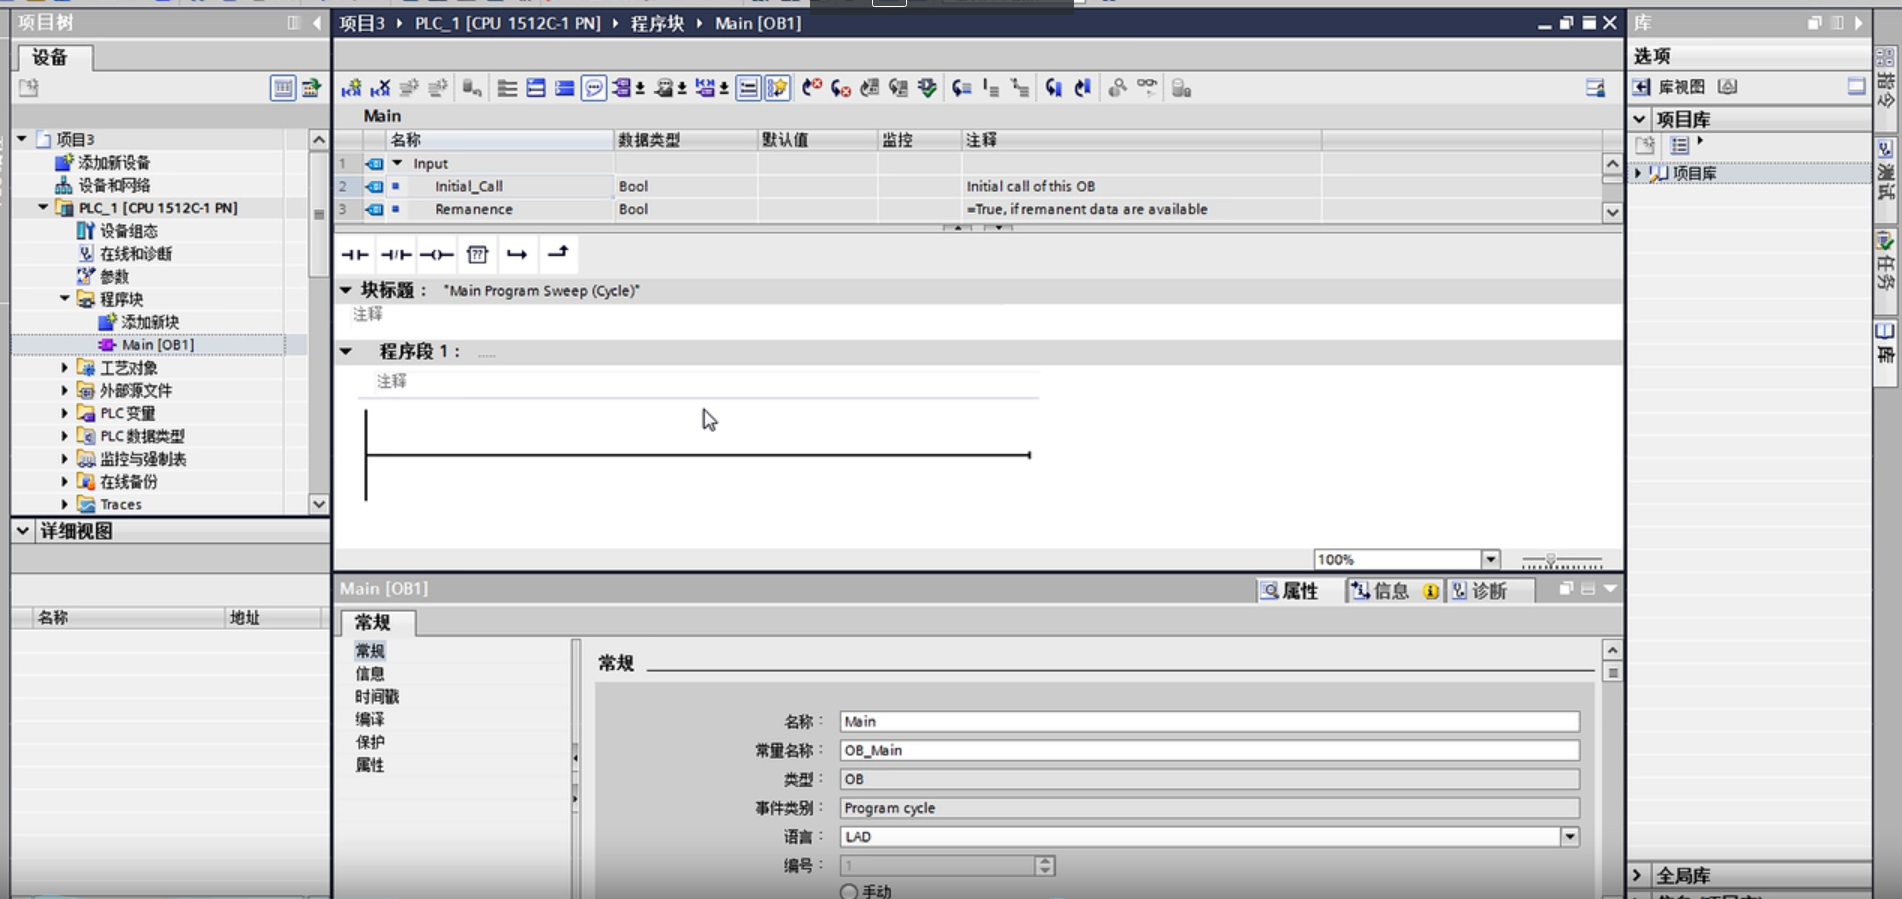 项目树
项目3 PLC_1 [CPU 1512C-1 PN] 程序块 Main [OB1]
库
设备
选项
库视图
Main
项目库
项目3
名称 数据类型 默认值 监控 注释
添加新设备
1 Input
项目库
设备和网络
2 Initial_Call Bool Initial call of this OB
PLC_1 [CPU 1512C-1 PN]
3 Remanence Bool =True, if remanent data are available
设备组态
在线和诊断
参数
程序块
块标题： "Main Program Sweep (Cycle)"
添加新块
注释
Main [OB1]
程序段 1： .....
工艺对象
注释
外部源文件
PLC 变量
PLC 数据类型
监控与强制表
在线备份
Traces
指令
测试
任务
库
详细视图
100%
Main [OB1] 属性 信息 诊断
名称 地址
常规
常规
信息
时间戳
编译
保护
属性
常规
名称： Main
常量名称： OB_Main
类型： OB
事件类别： Program cycle
语言： LAD
编号： 1
手动
全局库